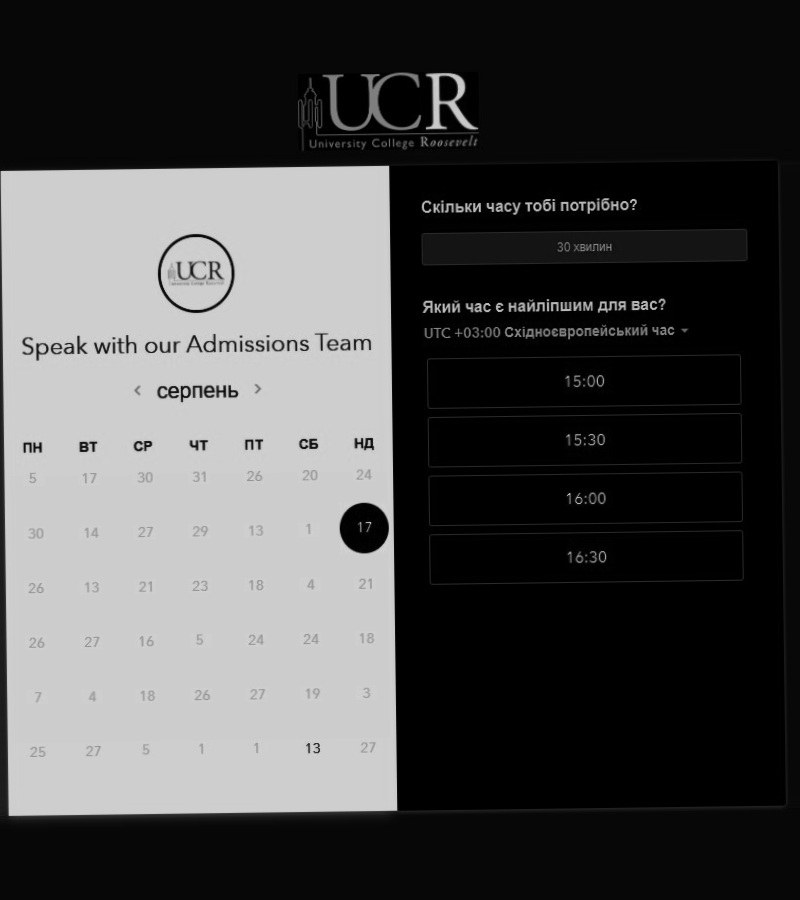 UCR
University College Roosevelt
UCR
University College Roosevelt
Speak with our Admissions Team
серпень
ПН ВТ СР ЧТ ПТ СБ НД
5 17 30 31 26 20 24
30 14 27 29 13 1 17
26 13 21 23 18 4 21
26 27 16 5 24 24 18
7 4 18 26 27 19 3
25 27 5 1 1 13 27
Скільки часу тобі потрібно?
30 хвилин
Який час є найліпшим для вас?
UTC +03:00 Східноєвропейський час
15:00
15:30
16:00
16:30